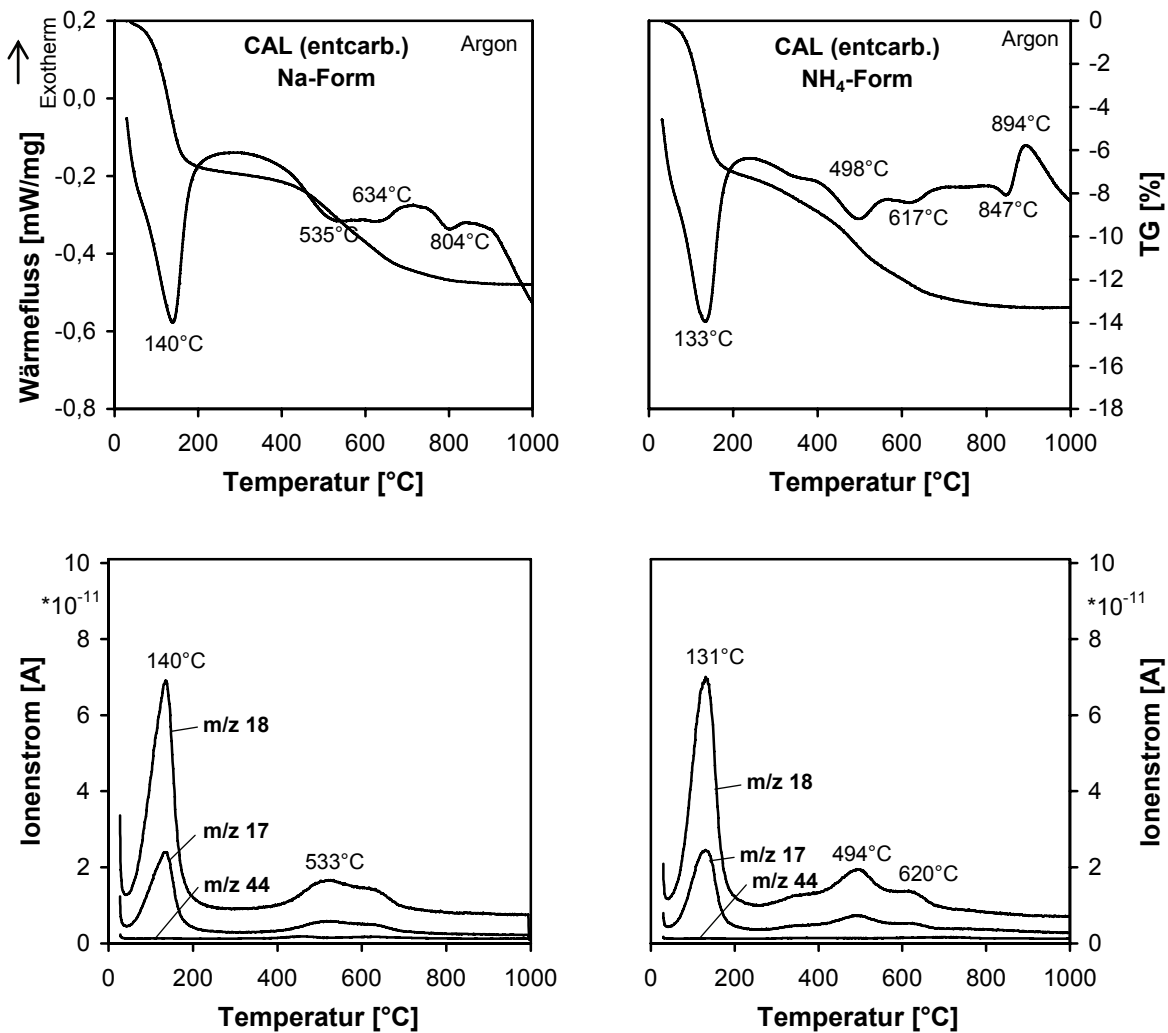 0,2
0,0
-0,2
-0,4
-0,6
-0,8
Exotherm
Wärmefluss [mW/mg]
CAL (entcarb.)
Na-Form
Argon
634°C
535°C
804°C
140°C
0 200 400 600 800 1000
Temperatur [°C]
CAL (entcarb.)
NH₄-Form
Argon
894°C
498°C
617°C
847°C
133°C
0
-2
-4
-6
-8
-10
-12
-14
-16
-18
TG [%]
0 200 400 600 800 1000
Temperatur [°C]
10
*10⁻¹¹
8
6
4
2
0
Ionenstrom [A]
140°C
m/z 18
m/z 17
m/z 44
533°C
0 200 400 600 800 1000
Temperatur [°C]
131°C
m/z 18
m/z 17
m/z 44
494°C
620°C
10
*10⁻¹¹
8
6
4
2
0
Ionenstrom [A]
0 200 400 600 800 1000
Temperatur [°C]